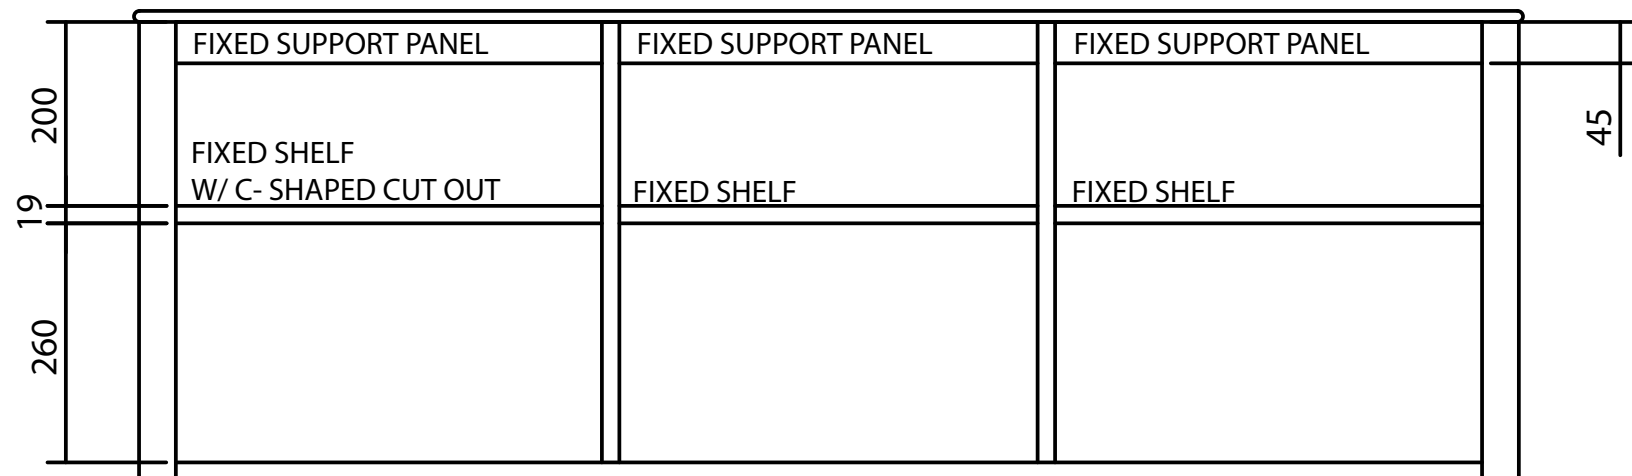 FIXED SUPPORT PANEL
FIXED SUPPORT PANEL
FIXED SUPPORT PANEL
200
45
FIXED SHELF
W/ C- SHAPED CUT OUT
FIXED SHELF
FIXED SHELF
19
260